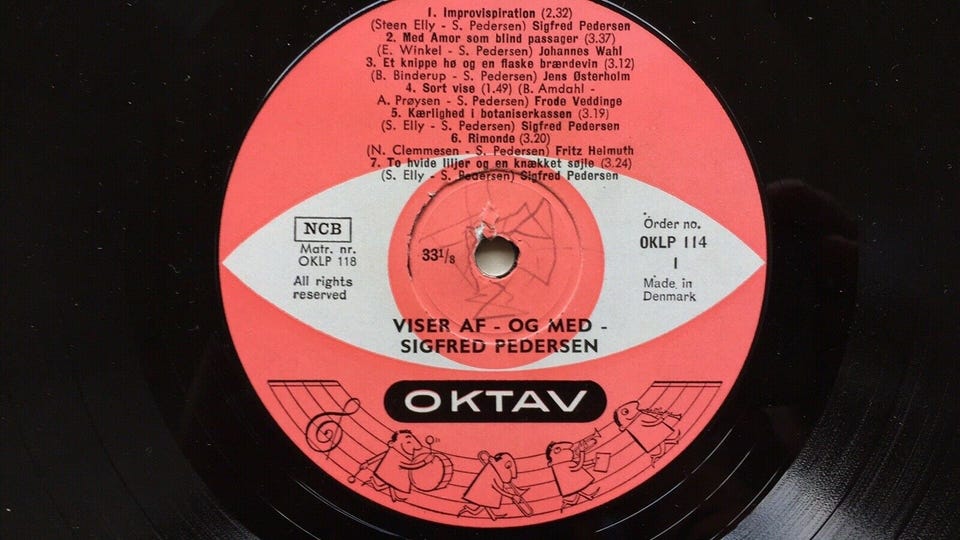 1. Improvispiration (2.32)
(Steen Elly - S. Pedersen) Sigfred Pedersen
2. Med Amor som blind passager (3.37)
(E. Winkel - S. Pedersen) Johannes Wahl
3. Et knippe hø og en flaske brærdevin (3.12)
(B. Binderup - S. Pedersen) Jens Østerholm
4. Sort vise (1.49) (B. Amdahl -
A. Prøysen - S. Pedersen) Frode Veddinge
5. Kærlighed i botaniserkassen (3.19)
(S. Elly - S. Pedersen) Sigfred Pedersen
6. Rimonde (3.20)
(N. Clemmesen - S. Pedersen) Fritz Helmuth
7. To hvide liljer og en knækket søjle (3.24)
(S. Elly - S. Pedersen) Sigfred Pedersen
NCB
Matr. nr.
OKLP 118
All rights
reserved
33 1/3
Order no.
OKLP 114
1
Made in
Denmark
VISER AF - OG MED -
SIGFRED PEDERSEN
OKTAV